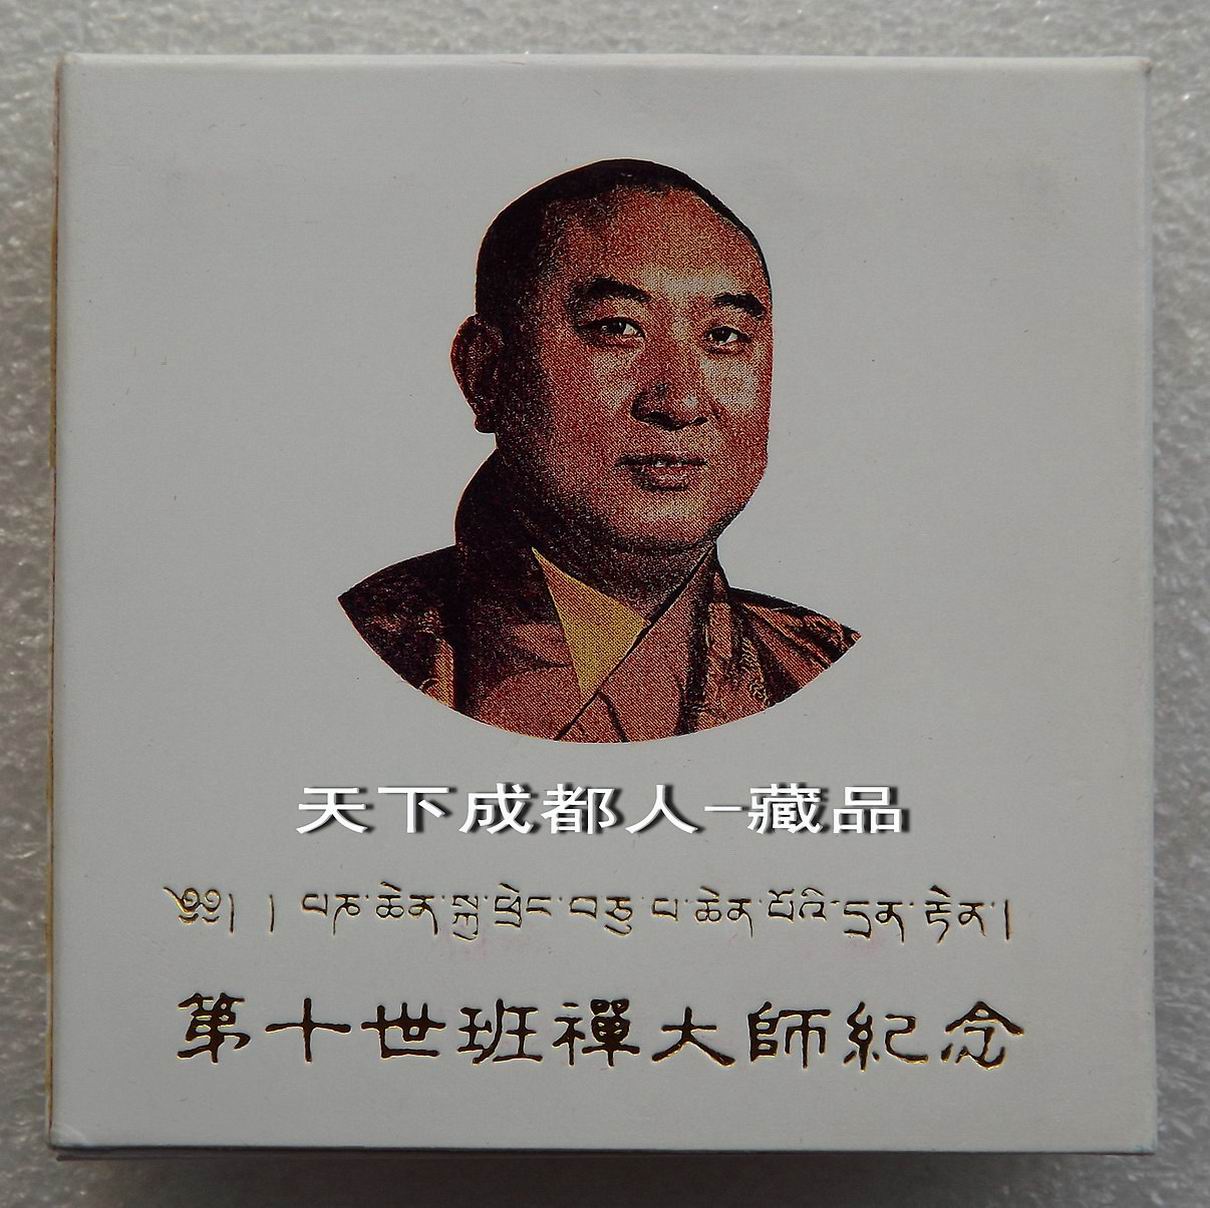 天下成都人-藏品
༄༅། ། པཎ་ཆེན་སྐུ་ཕྲེང་བཅུ་པ་ཆེན་པོའི་དྲན་རྟེན།
第十世班禪大師紀念